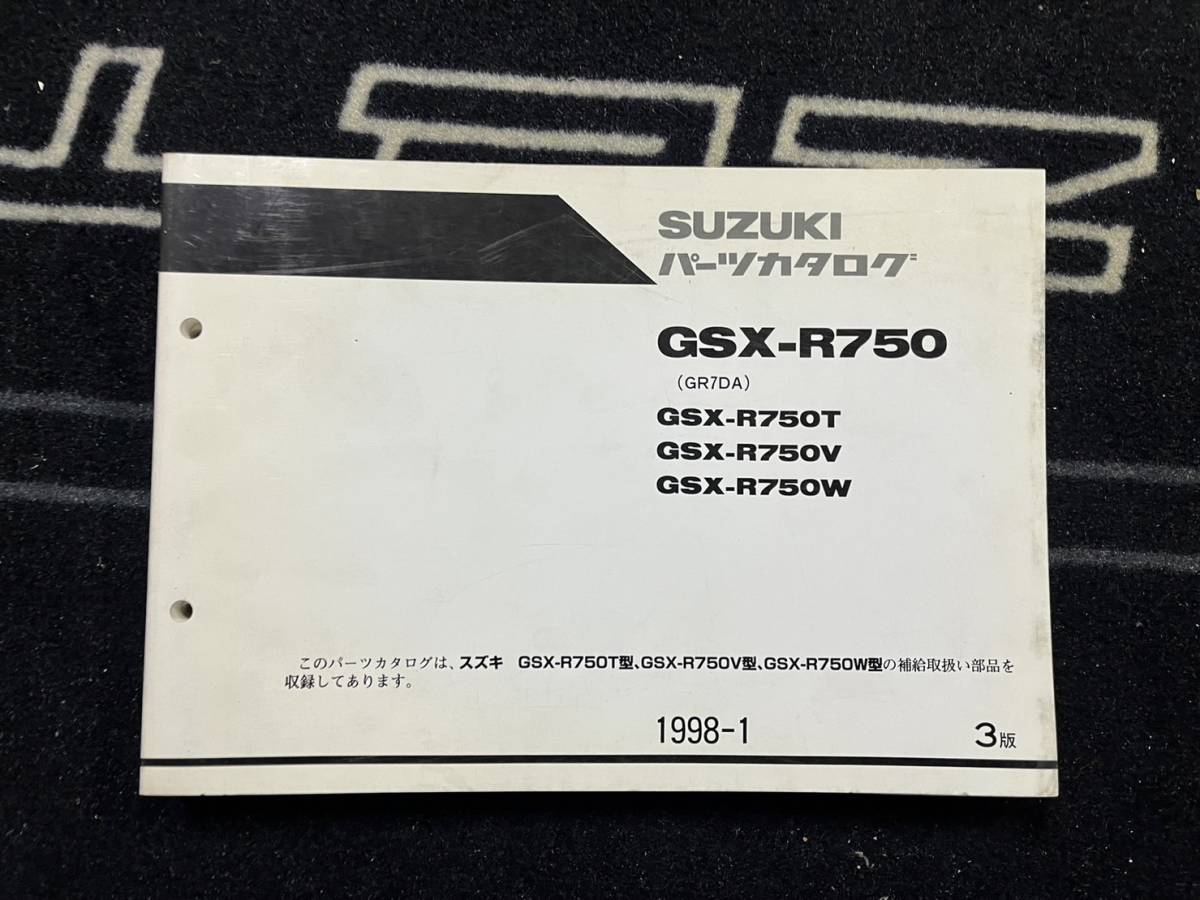 SUZUKI
パーツカタログ
GSX-R750
(GR7DA)
GSX-R750T
GSX-R750V
GSX-R750W
このパーツカタログは、スズキ GSX-R750T型、GSX-R750V型、GSX-R750W型の補給取扱い部品を
収録してあります。
1998-1 3版